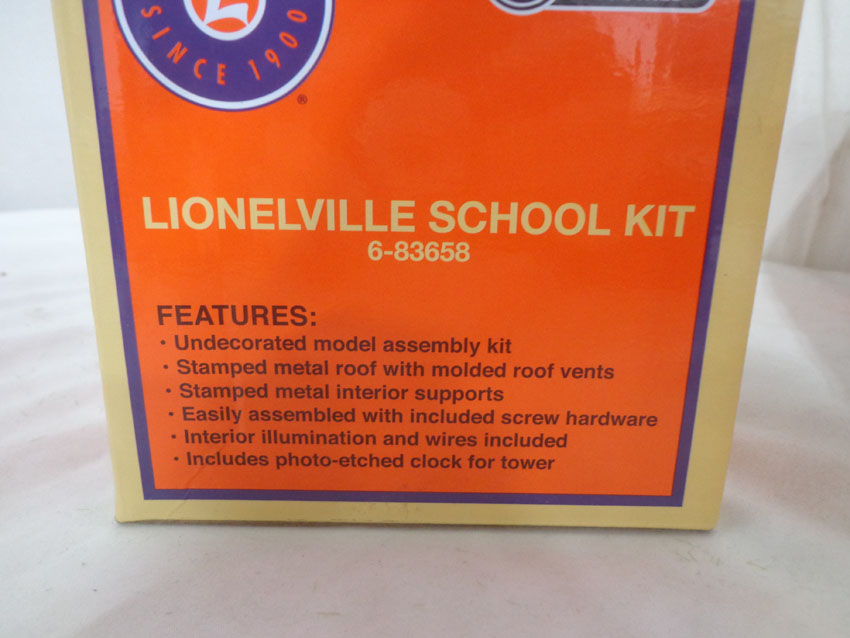 L
SINCE 1900
®
LIONELVILLE SCHOOL KIT
6-83658
FEATURES:
• Undecorated model assembly kit
• Stamped metal roof with molded roof vents
• Stamped metal interior supports
• Easily assembled with included screw hardware
• Interior illumination and wires included
• Includes photo-etched clock for tower